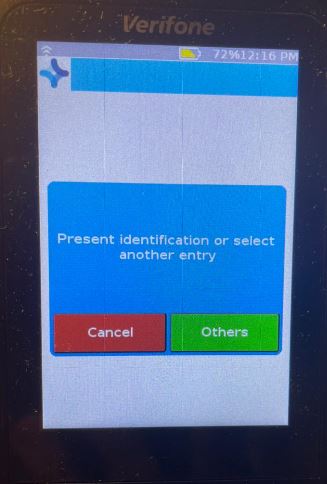 Verifone
72%12:16 PM
Present identification or select
another entry
Cancel
Others